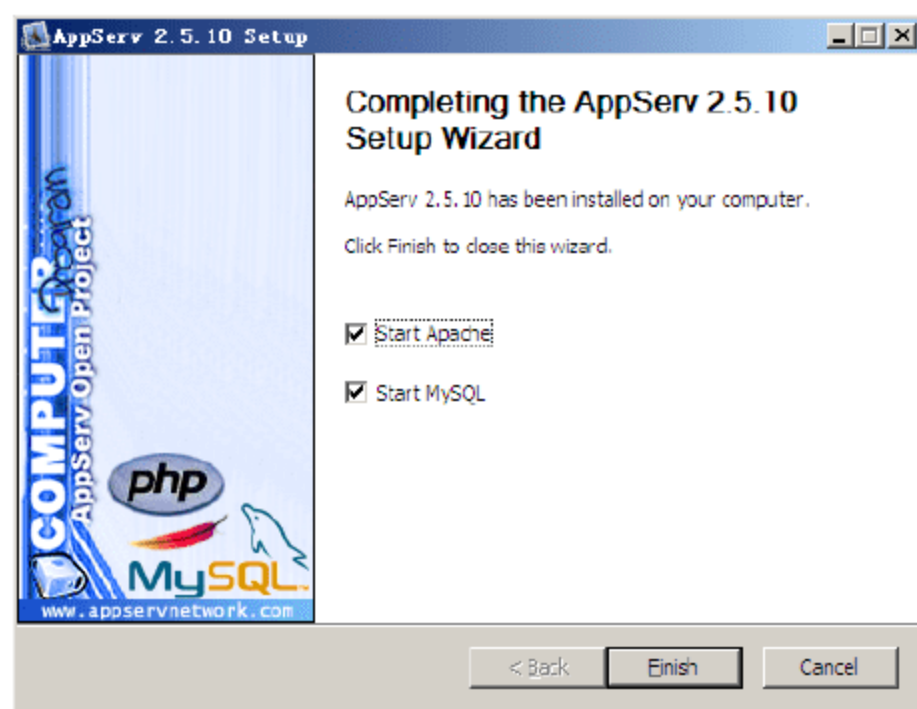 AppServ 2.5.10 Setup
Completing the AppServ 2.5.10
Setup Wizard
AppServ 2.5.10 has been installed on your computer.
Click Finish to close this wizard.
Start Apache
Start MySQL
COMPUTER
Program
AppServ Open Project
php
MySQL
www.appservnetwork.com
< Back
Finish
Cancel